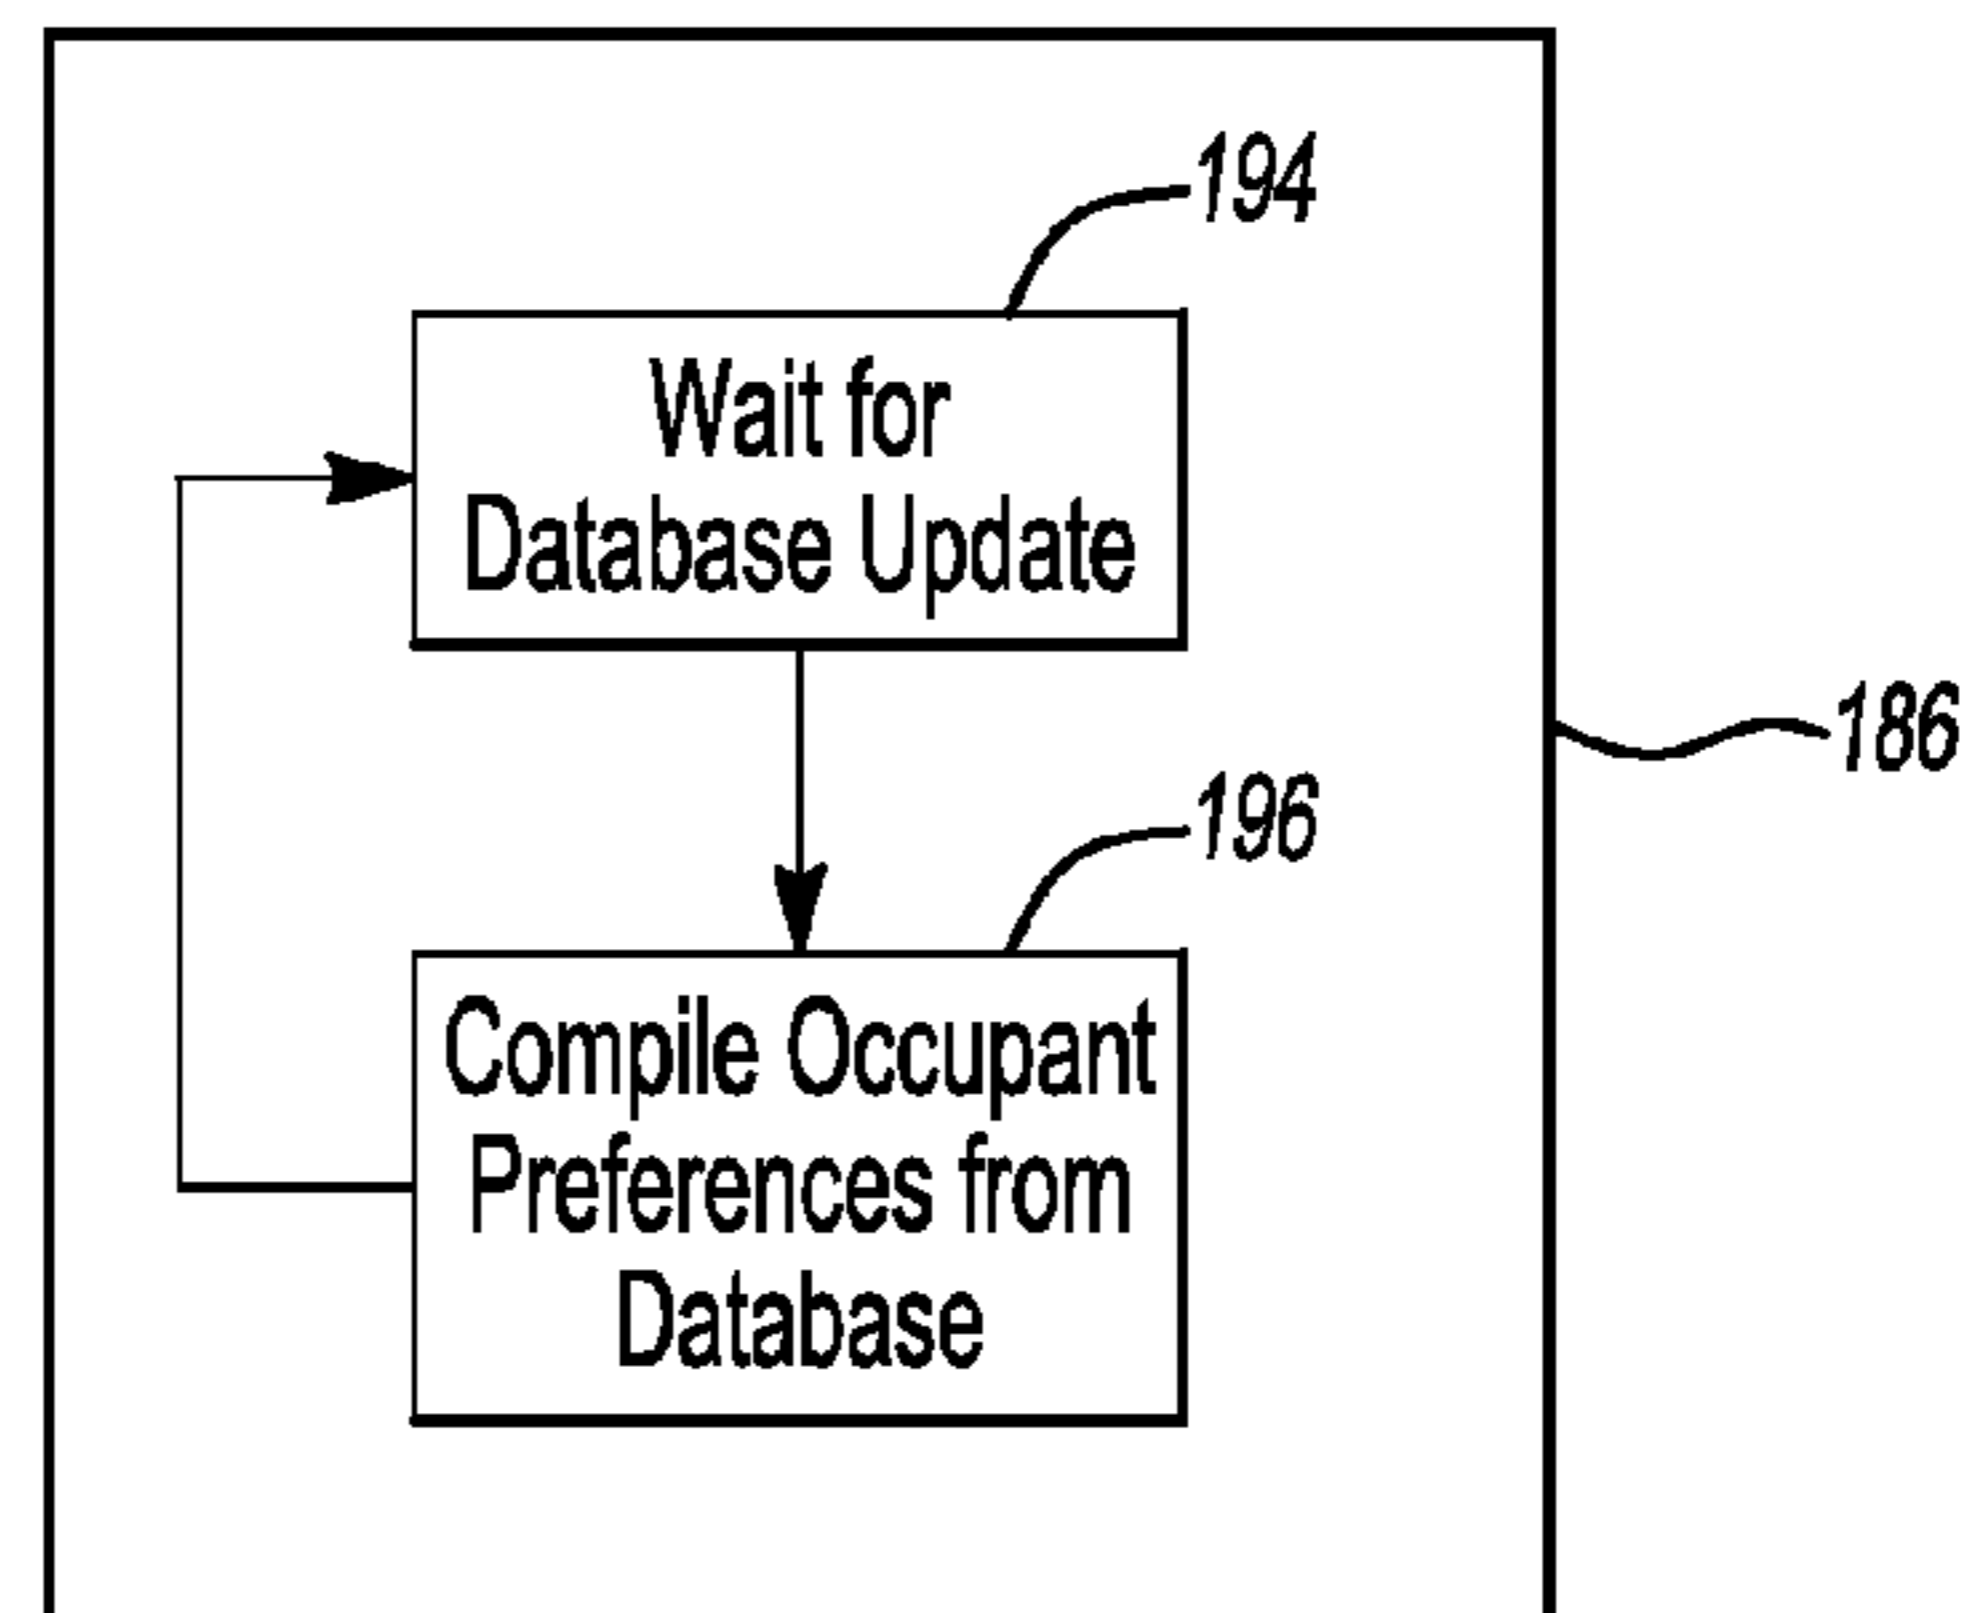 194
Wait for
Database Update
186
196
Compile Occupant
Preferences from
Database